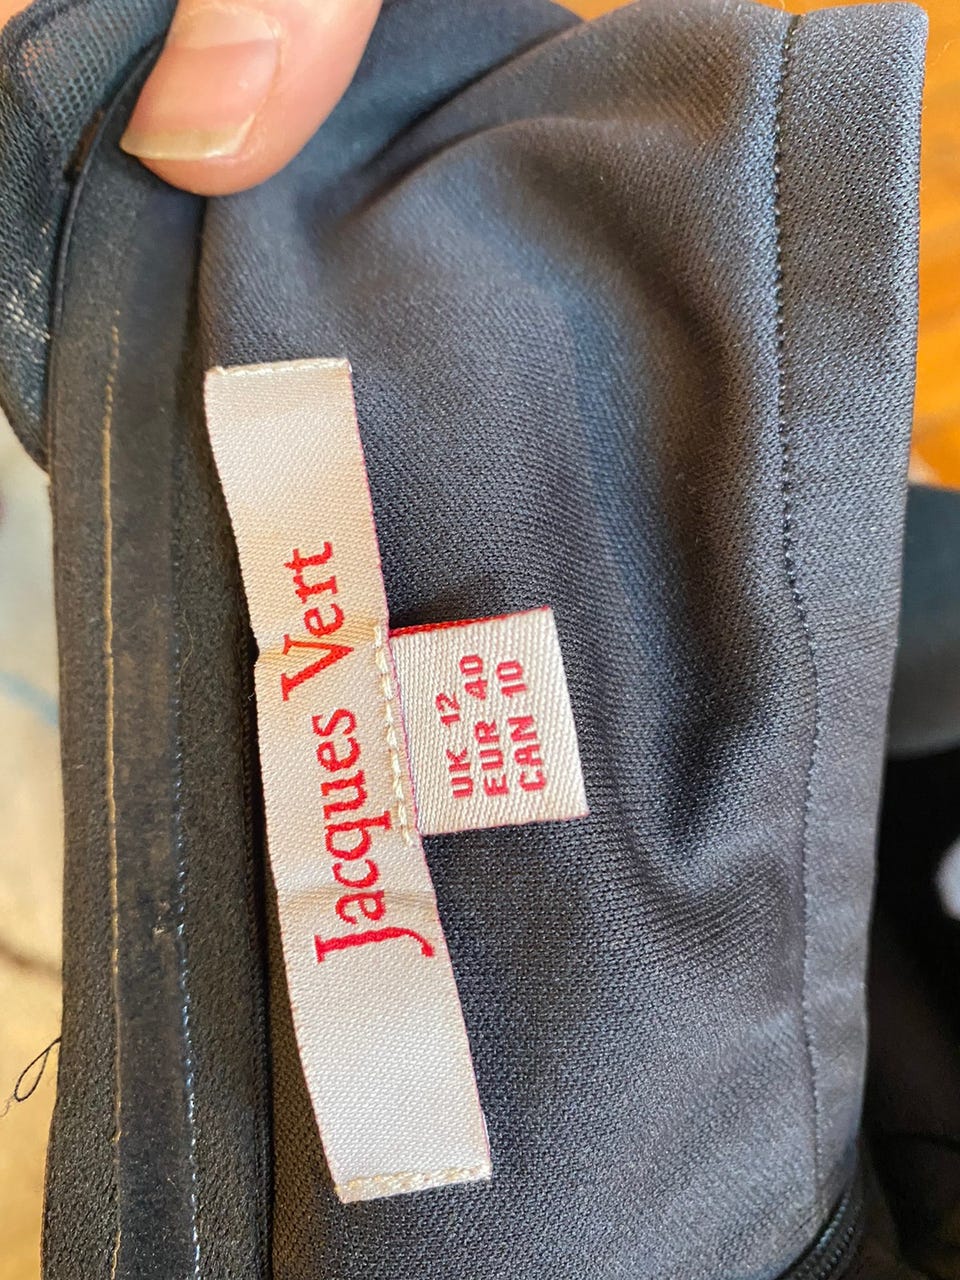 Jacques Vert
UK 12
EUR 40
CAN 10